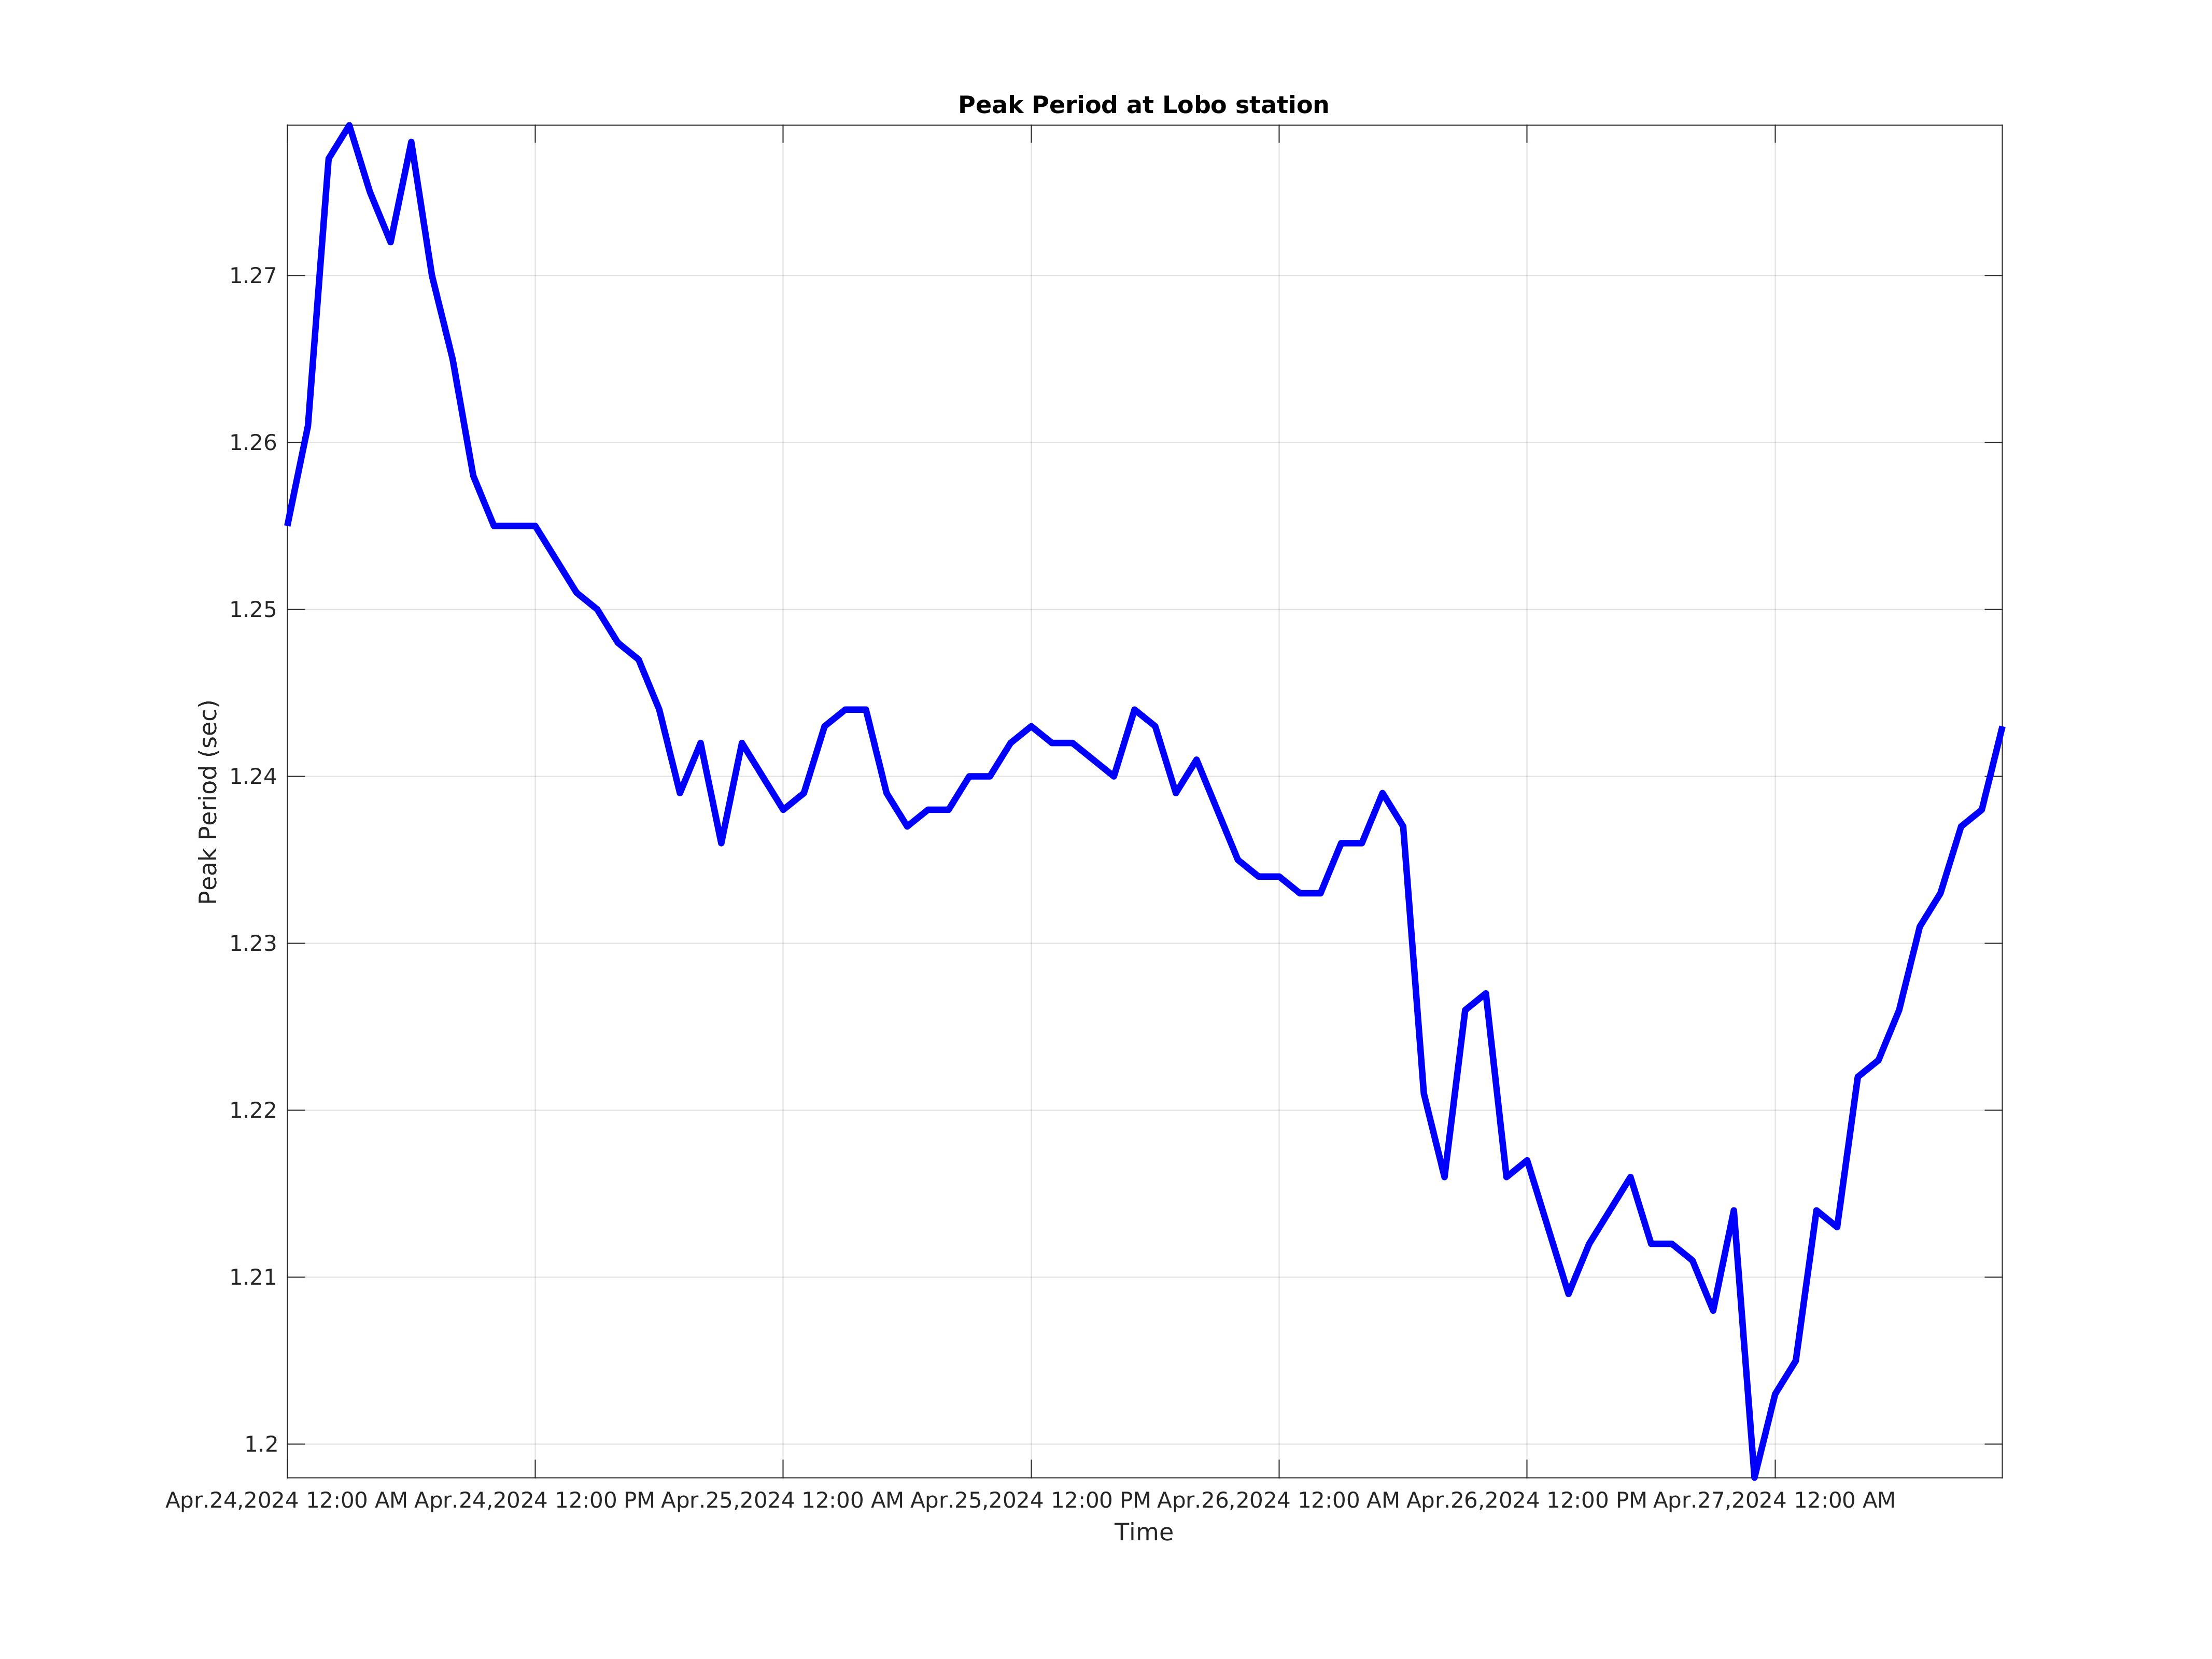 Peak Period at Lobo station
1.27
1.26
1.25
1.24
1.23
1.22
1.21
1.2
Peak Period (sec)
Apr.24,2024 12:00 AM Apr.24,2024 12:00 PM Apr.25,2024 12:00 AM Apr.25,2024 12:00 PM Apr.26,2024 12:00 AM Apr.26,2024 12:00 PM Apr.27,2024 12:00 AM
Time